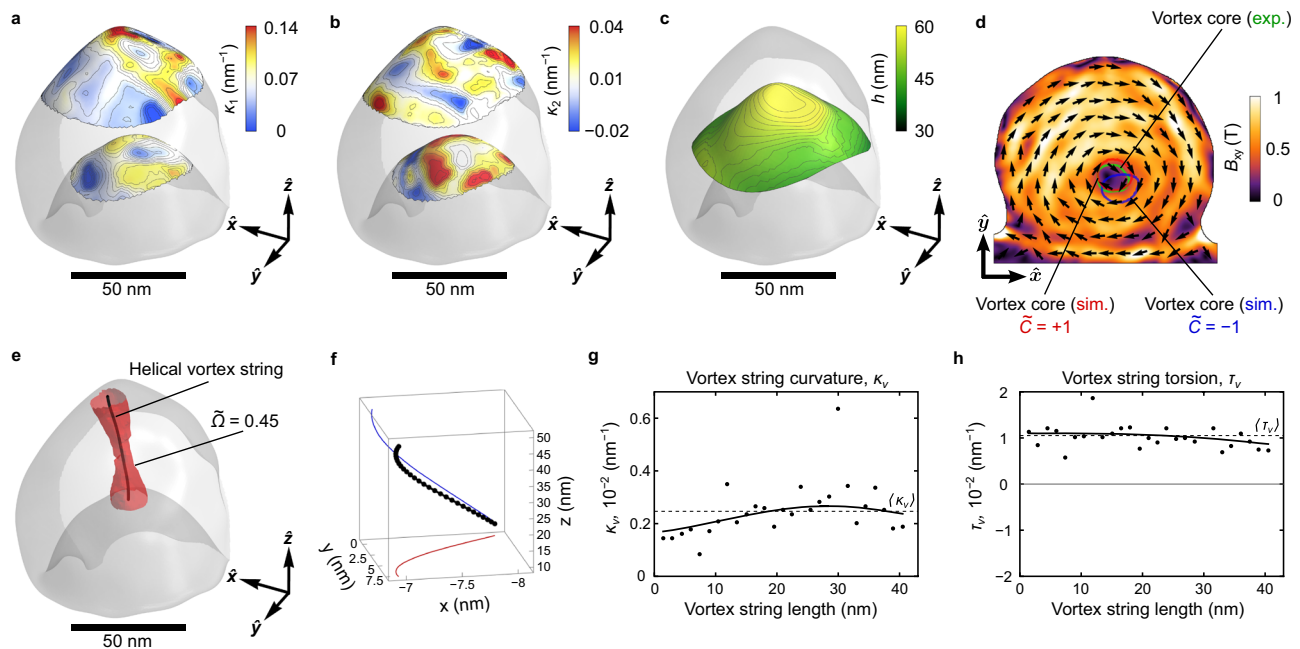 a
κ₁ (nm⁻¹)
0.14
0.07
0
x̂
ŷ
ẑ
50 nm
b
κ₂ (nm⁻¹)
0.04
0.01
−0.02
x̂
ŷ
ẑ
50 nm
c
h (nm)
60
45
30
x̂
ŷ
ẑ
50 nm
d
Vortex core (exp.)
B_xy (T)
1
0.5
0
ŷ
x̂
Vortex core (sim.)
C̃ = +1
Vortex core (sim.)
C̃ = −1
e
Helical vortex string
Ω̃ = 0.45
x̂
ŷ
ẑ
50 nm
f
50
45
40
35
30
25
20
15
10
z (nm)
0
2.5
5
7.5
y (nm)
−7
−7.5
−8
x (nm)
g
Vortex string curvature, κᵥ
κᵥ, 10⁻² (nm⁻¹)
0.6
0.4
0.2
0
⟨κᵥ⟩
0 10 20 30 40
Vortex string length (nm)
h
Vortex string torsion, τᵥ
τᵥ, 10⁻² (nm⁻¹)
2
1
0
−1
−2
⟨τᵥ⟩
0 10 20 30 40
Vortex string length (nm)